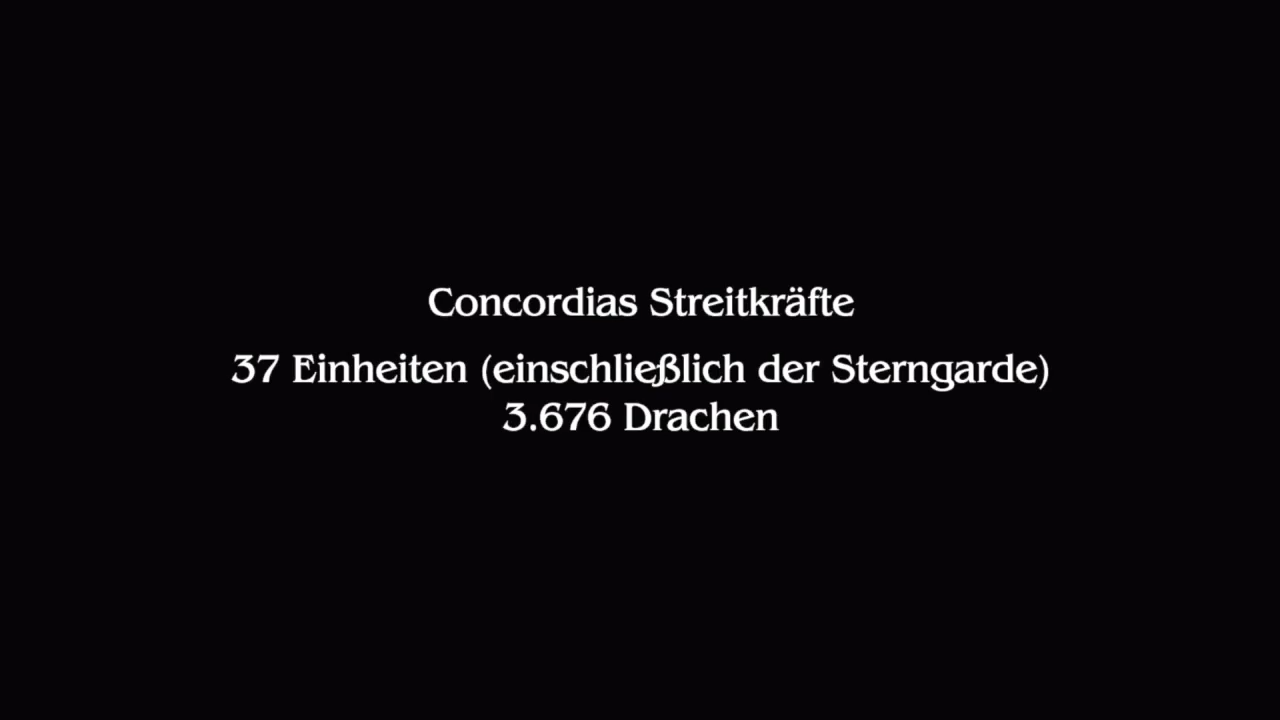 Concordias Streitkräfte
37 Einheiten (einschließlich der Sterngarde)
3.676 Drachen